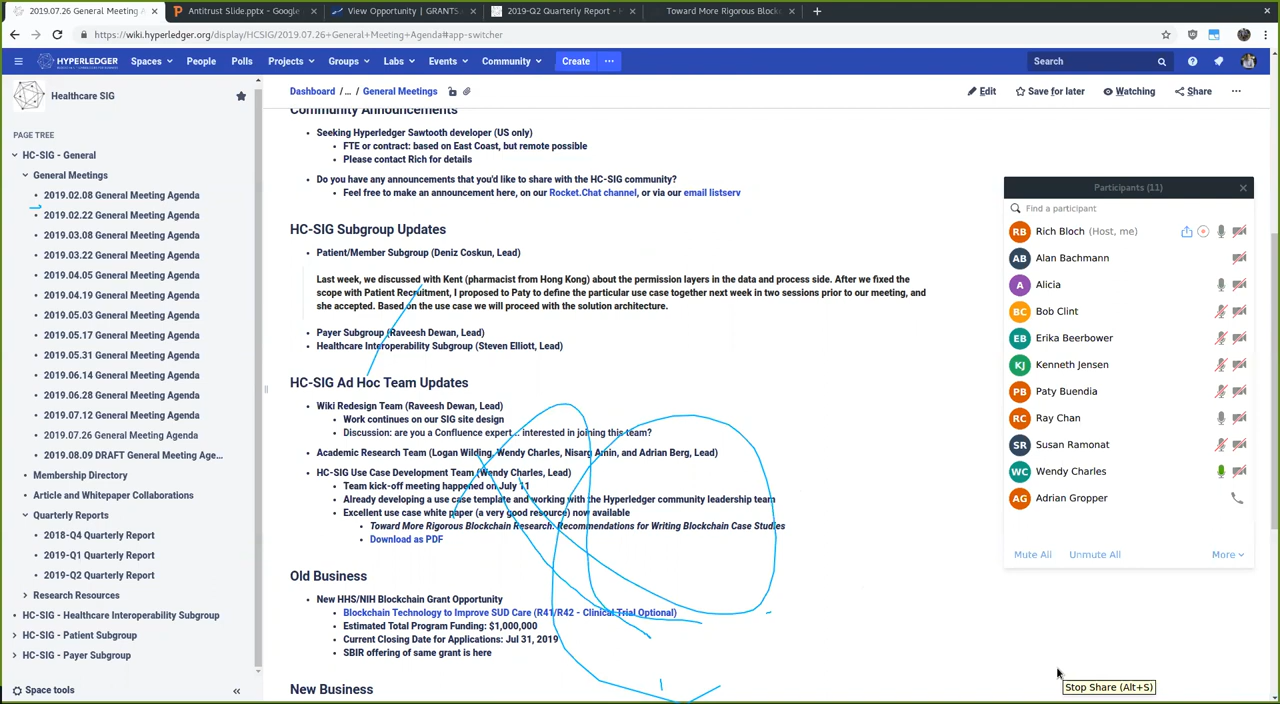 2019.07.26 General Meeting A
Antitrust Slide.pptx - Google
View Opportunity | GRANTS
2019-Q2 Quarterly Report - H
Toward More Rigorous Block
https://wiki.hyperledger.org/display/HCSIG/2019.07.26+General+Meeting+Agenda#app-switcher
HYPERLEDGER
Spaces
People
Polls
Projects
Groups
Labs
Events
Community
Create
Search
Healthcare SIG
PAGE TREE
HC-SIG - General
General Meetings
2019.02.08 General Meeting Agenda
2019.02.22 General Meeting Agenda
2019.03.08 General Meeting Agenda
2019.03.22 General Meeting Agenda
2019.04.05 General Meeting Agenda
2019.04.19 General Meeting Agenda
2019.05.03 General Meeting Agenda
2019.05.17 General Meeting Agenda
2019.05.31 General Meeting Agenda
2019.06.14 General Meeting Agenda
2019.06.28 General Meeting Agenda
2019.07.12 General Meeting Agenda
2019.07.26 General Meeting Agenda
2019.08.09 DRAFT General Meeting Age...
Membership Directory
Article and Whitepaper Collaborations
Quarterly Reports
2018-Q4 Quarterly Report
2019-Q1 Quarterly Report
2019-Q2 Quarterly Report
Research Resources
HC-SIG - Healthcare Interoperability Subgroup
HC-SIG - Patient Subgroup
HC-SIG - Payer Subgroup
Space tools
Dashboard /... / General Meetings
Edit
Save for later
Watching
Share
Community Announcements
• Seeking Hyperledger Sawtooth developer (US only)
• FTE or contract: based on East Coast, but remote possible
• Please contact Rich for details
• Do you have any announcements that you'd like to share with the HC-SIG community?
• Feel free to make an announcement here, on our Rocket.Chat channel, or via our email listserv
HC-SIG Subgroup Updates
• Patient/Member Subgroup (Deniz Coskun, Lead)
Last week, we discussed with Kent (pharmacist from Hong Kong) about the permission layers in the data and process side. After we fixed the
scope with Patient Recruitment, I proposed to Paty to define the particular use case together next week in two sessions prior to our meeting, and
she accepted. Based on the use case we will proceed with the solution architecture.
• Payer Subgroup (Raveesh Dewan, Lead)
• Healthcare Interoperability Subgroup (Steven Elliott, Lead)
HC-SIG Ad Hoc Team Updates
• Wiki Redesign Team (Raveesh Dewan, Lead)
• Work continues on our SIG site design
• Discussion: are you a Confluence expert... interested in joining this team?
• Academic Research Team (Logan Wilding, Wendy Charles, Nisarg Amin, and Adrian Berg, Lead)
• HC-SIG Use Case Development Team (Wendy Charles, Lead)
• Team kick-off meeting happened on July 11
• Already developing a use case template and working with the Hyperledger community leadership team
• Excellent use case white paper (a very good resource) now available
• Toward More Rigorous Blockchain Research: Recommendations for Writing Blockchain Case Studies
• Download as PDF
Old Business
• New HHS/NIH Blockchain Grant Opportunity
• Blockchain Technology to Improve SUD Care (R41/R42 - Clinical Trial Optional)
• Estimated Total Program Funding: $1,000,000
• Current Closing Date for Applications: Jul 31, 2019
• SBIR offering of same grant is here
New Business
Participants (11)
Find a participant
RB Rich Bloch (Host, me)
AB Alan Bachmann
A Alicia
BC Bob Clint
EB Erika Beerbower
KJ Kenneth Jensen
PB Paty Buendia
RC Ray Chan
SR Susan Ramonat
WC Wendy Charles
AG Adrian Gropper
Mute All
Unmute All
More
Stop Share (Alt+S)